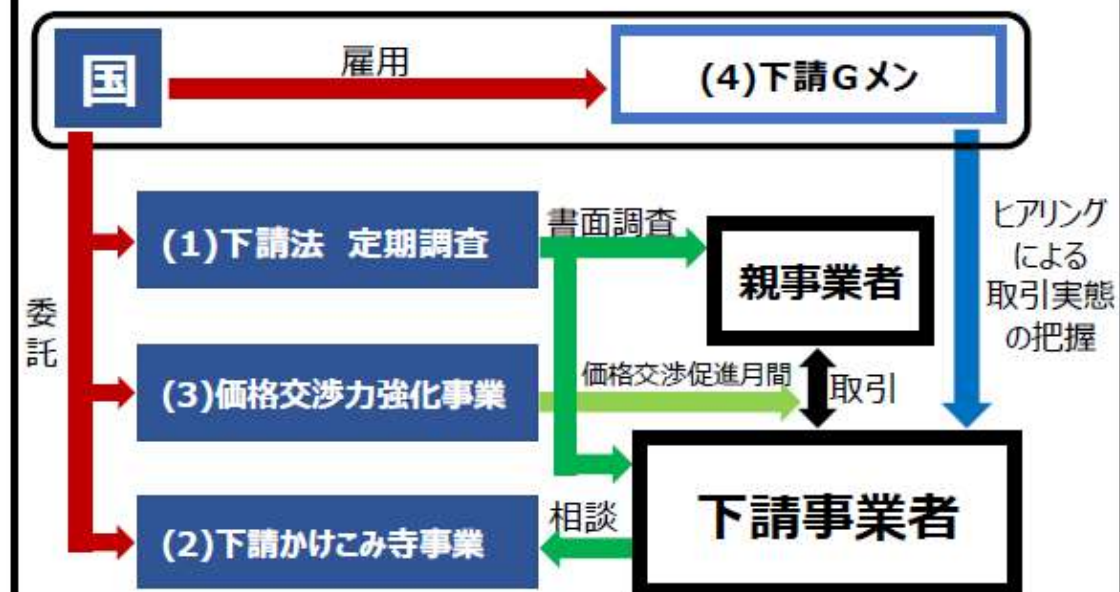 国
雇用
(4)下請Gメン
委
託
(1)下請法 定期調査
書面調査
親事業者
ヒアリング
による
取引実態
の把握
(3)価格交渉力強化事業
価格交渉促進月間
取引
(2)下請かけこみ寺事業
相談
下請事業者